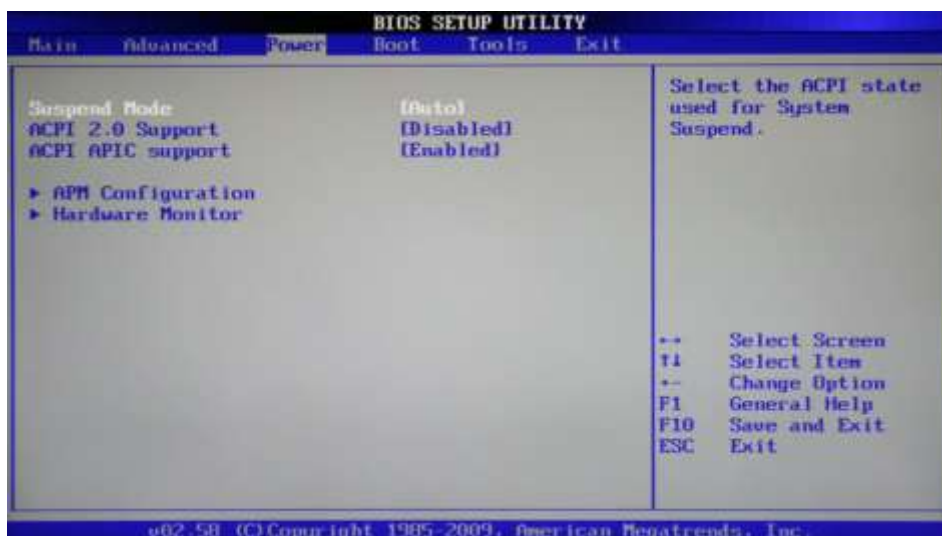 BIOS SETUP UTILITY
Main Advanced Power Boot Tools Exit
Suspend Mode [Auto]
ACPI 2.0 Support [Disabled]
ACPI APIC support [Enabled]
► APM Configuration
► Hardware Monitor
Select the ACPI state
used for System
Suspend.
←→ Select Screen
↑↓ Select Item
+- Change Option
F1 General Help
F10 Save and Exit
ESC Exit
v02.58 (C)Copyright 1985-2009, American Megatrends, Inc.